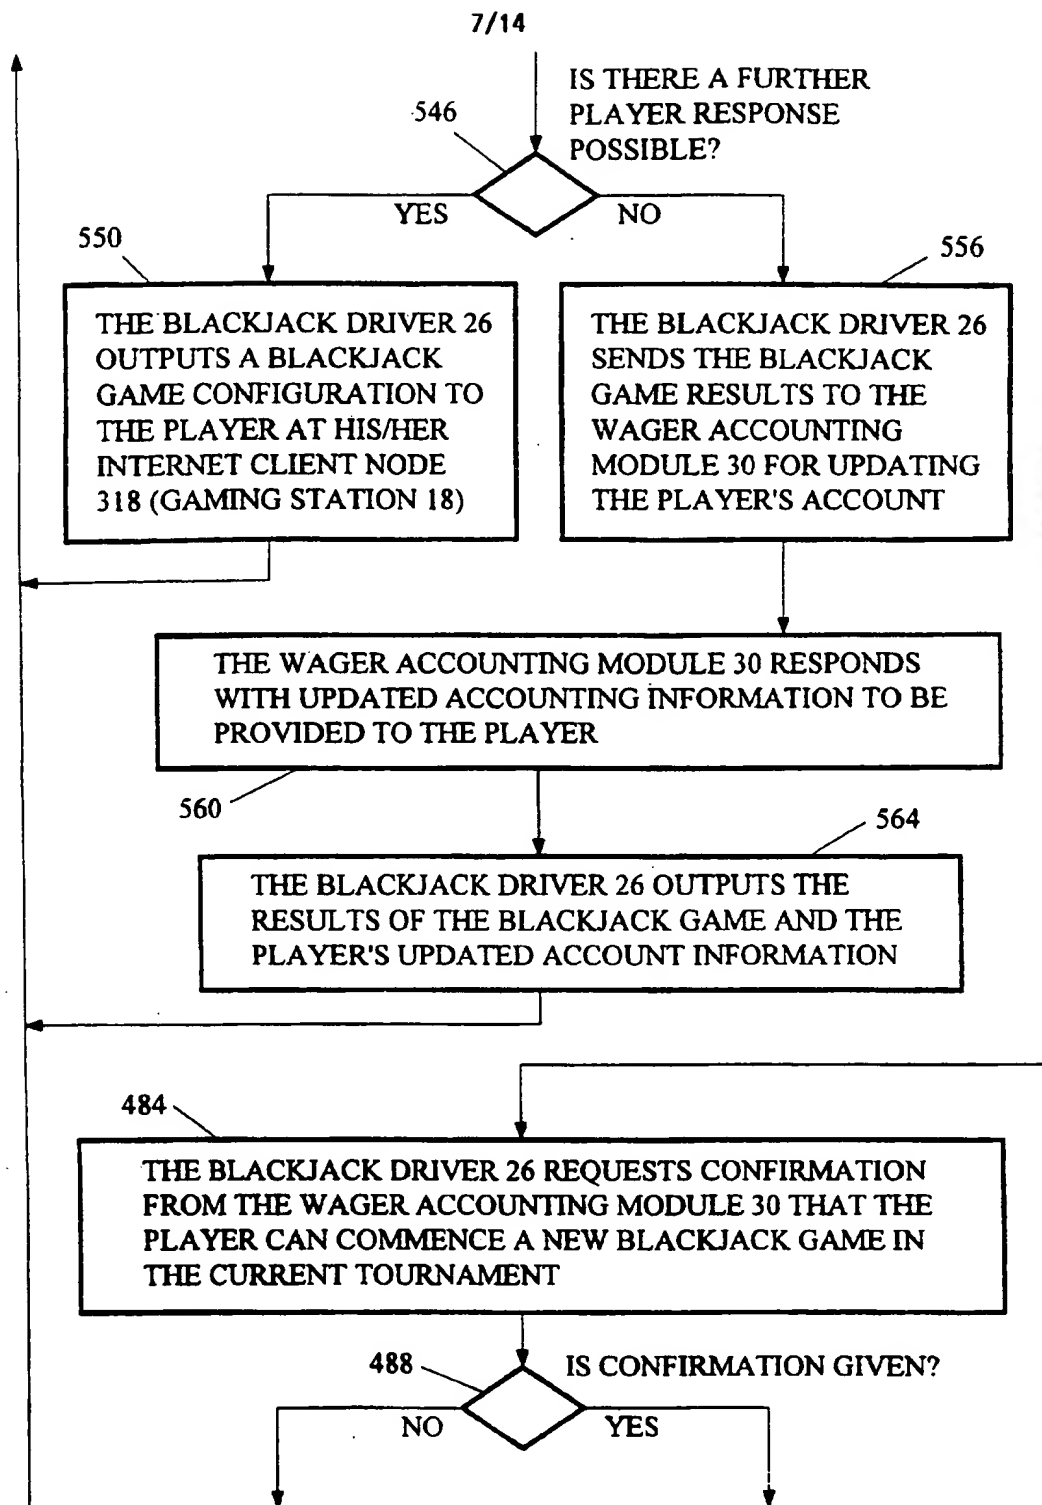 7/14
IS THERE A FURTHER
PLAYER RESPONSE
POSSIBLE?
546
YES
NO
550
556
THE BLACKJACK DRIVER 26
OUTPUTS A BLACKJACK
GAME CONFIGURATION TO
THE PLAYER AT HIS/HER
INTERNET CLIENT NODE
318 (GAMING STATION 18)
THE BLACKJACK DRIVER 26
SENDS THE BLACKJACK
GAME RESULTS TO THE
WAGER ACCOUNTING
MODULE 30 FOR UPDATING
THE PLAYER'S ACCOUNT
THE WAGER ACCOUNTING MODULE 30 RESPONDS
WITH UPDATED ACCOUNTING INFORMATION TO BE
PROVIDED TO THE PLAYER
560
564
THE BLACKJACK DRIVER 26 OUTPUTS THE
RESULTS OF THE BLACKJACK GAME AND THE
PLAYER'S UPDATED ACCOUNT INFORMATION
484
THE BLACKJACK DRIVER 26 REQUESTS CONFIRMATION
FROM THE WAGER ACCOUNTING MODULE 30 THAT THE
PLAYER CAN COMMENCE A NEW BLACKJACK GAME IN
THE CURRENT TOURNAMENT
488
IS CONFIRMATION GIVEN?
NO
YES